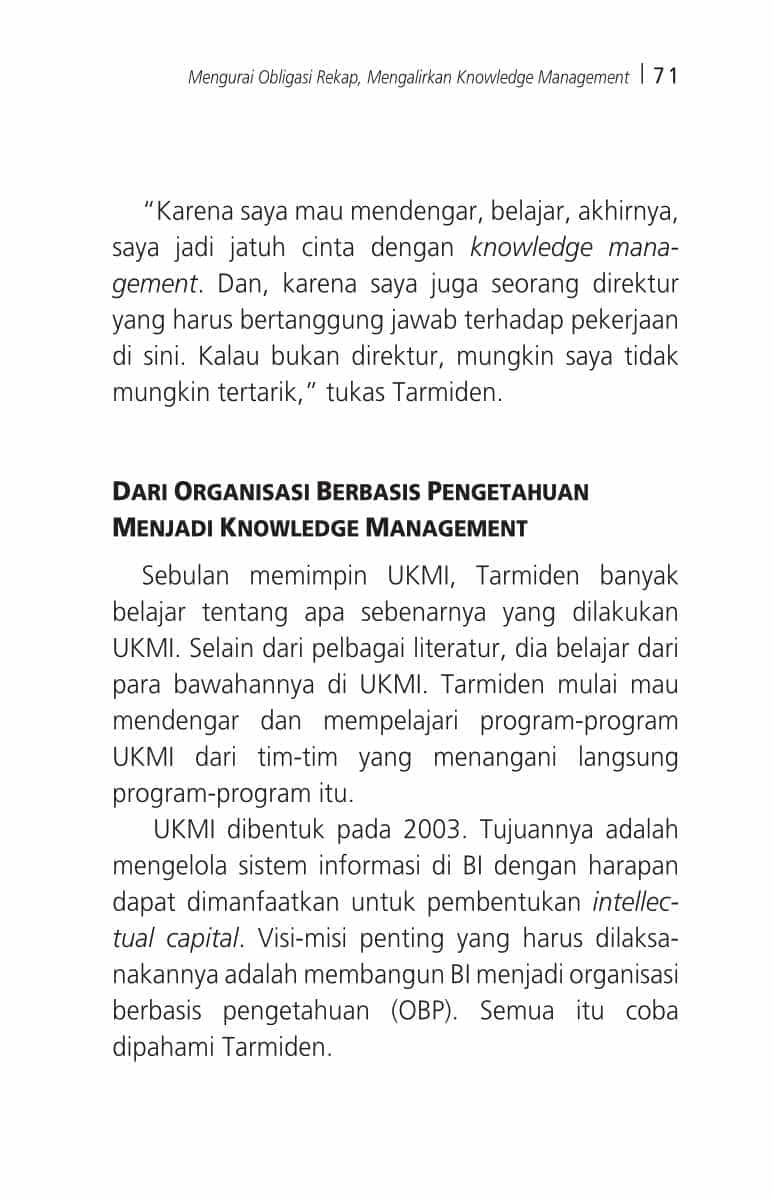 Mengurai Obligasi Rekap, Mengalirkan Knowledge Management | 71
“Karena saya mau mendengar, belajar, akhirnya,
saya jadi jatuh cinta dengan knowledge mana-
gement. Dan, karena saya juga seorang direktur
yang harus bertanggung jawab terhadap pekerjaan
di sini. Kalau bukan direktur, mungkin saya tidak
mungkin tertarik,” tukas Tarmiden.
DARI ORGANISASI BERBASIS PENGETAHUAN
MENJADI KNOWLEDGE MANAGEMENT
Sebulan memimpin UKMI, Tarmiden banyak
belajar tentang apa sebenarnya yang dilakukan
UKMI. Selain dari pelbagai literatur, dia belajar dari
para bawahannya di UKMI. Tarmiden mulai mau
mendengar dan mempelajari program-program
UKMI dari tim-tim yang menangani langsung
program-program itu.
UKMI dibentuk pada 2003. Tujuannya adalah
mengelola sistem informasi di BI dengan harapan
dapat dimanfaatkan untuk pembentukan intellec-
tual capital. Visi-misi penting yang harus dilaksa-
nakannya adalah membangun BI menjadi organisasi
berbasis pengetahuan (OBP). Semua itu coba
dipahami Tarmiden.